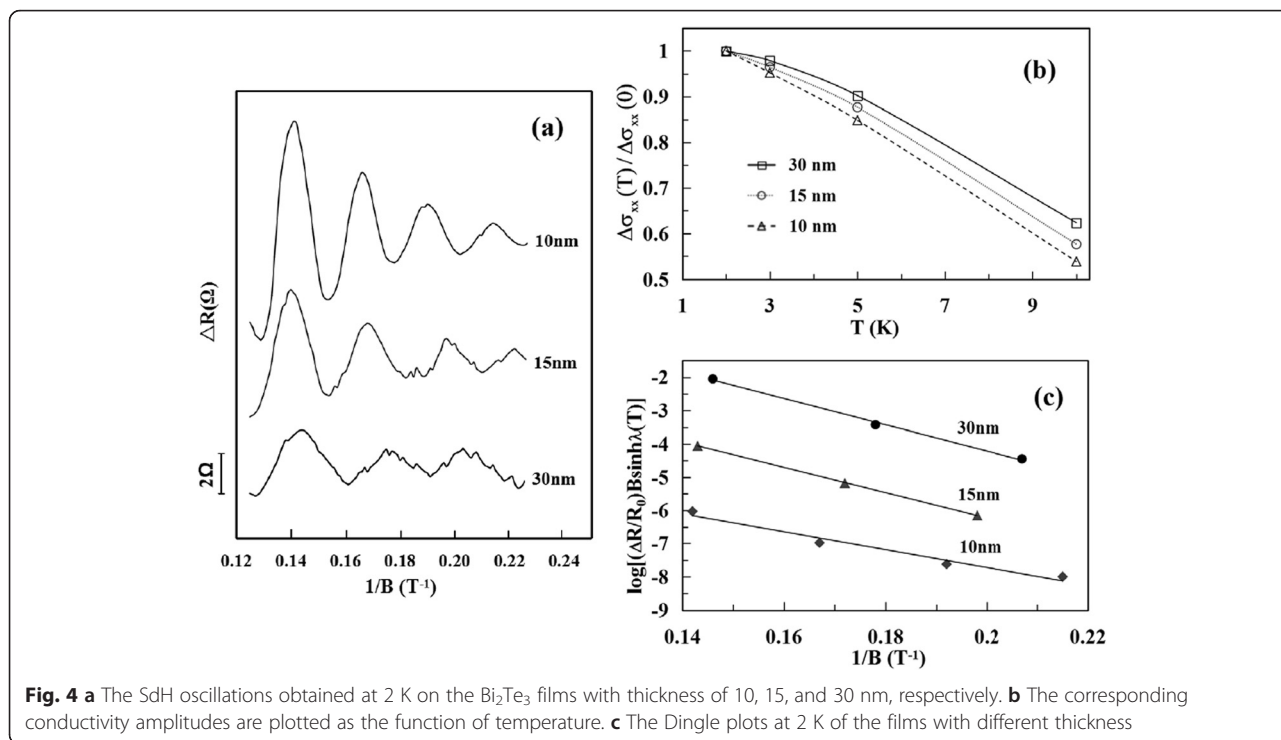 (a)
ΔR(Ω)
10nm
15nm
30nm
2Ω
0.12 0.14 0.16 0.18 0.20 0.22 0.24
1/B (T⁻¹)
(b)
Δσxx(T) / Δσxx(0)
1
0.9
0.8
0.7
0.6
0.5
30 nm
15 nm
10 nm
1 3 5 7 9
T (K)
(c)
log[(ΔR/R₀)Bsinhλ(T)]
-2
-3
-4
-5
-6
-7
-8
-9
30nm
15nm
10nm
0.14 0.16 0.18 0.2 0.22
1/B (T⁻¹)
Fig. 4 a The SdH oscillations obtained at 2 K on the Bi₂Te₃ films with thickness of 10, 15, and 30 nm, respectively. b The corresponding
conductivity amplitudes are plotted as the function of temperature. c The Dingle plots at 2 K of the films with different thickness